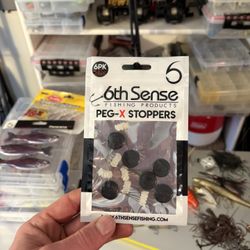 6PK
6
6th Sense
FISHING PRODUCTS
PEG-X STOPPERS
.6THSENSEFISHING.COM